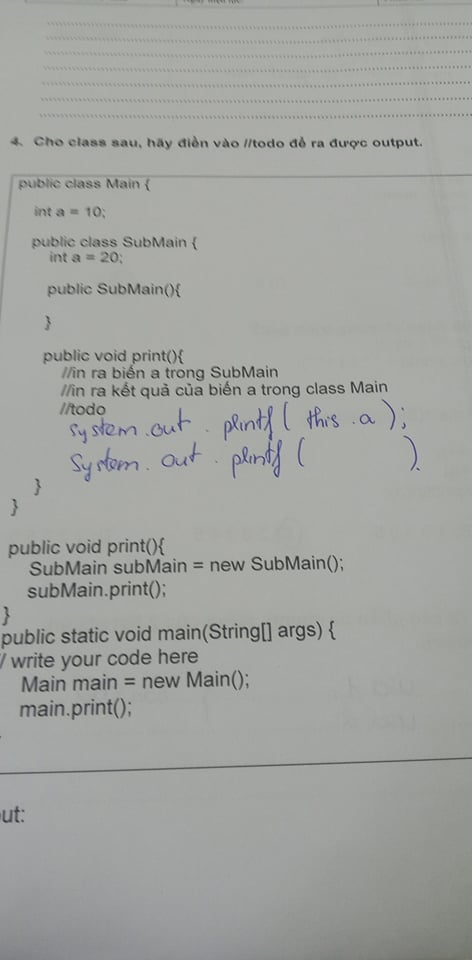 4. Cho class sau, hãy điền vào //todo để ra được output.
public class Main {
int a = 10;
public class SubMain {
int a = 20;
public SubMain(){
}
public void print(){
//in ra biến a trong SubMain
//in ra kết quả của biến a trong class Main
//todo
System.out.printf( this.a );
System.out.printf( ).
}
}
public void print(){
SubMain subMain = new SubMain();
subMain.print();
}
public static void main(String[] args) {
/ write your code here
Main main = new Main();
main.print();
ut: